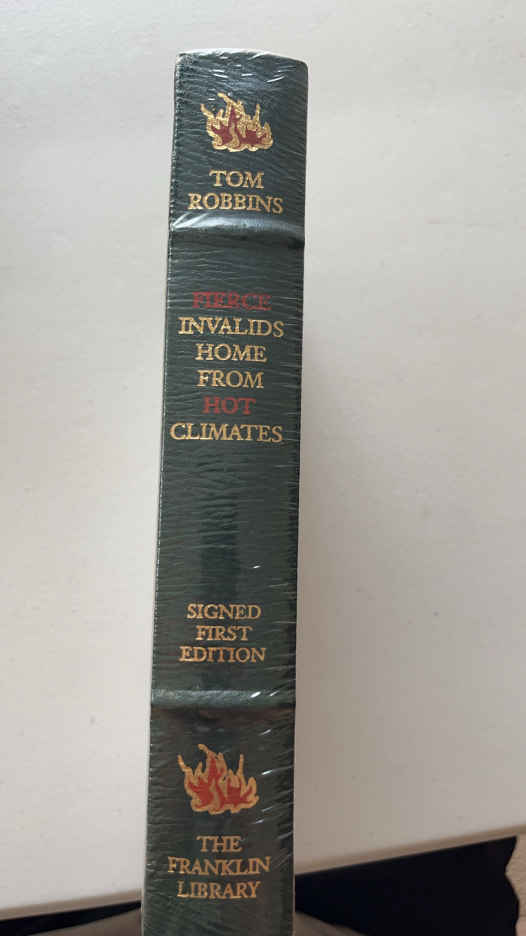 TOM
ROBBINS
FIERCE
INVALIDS
HOME
FROM
HOT
CLIMATES
SIGNED
FIRST
EDITION
THE
FRANKLIN
LIBRARY